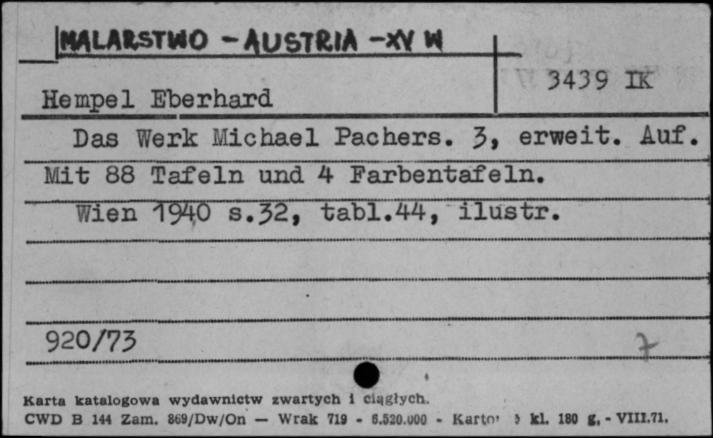 MALARSTWO - AUSTRIA - XV W
3439 IK
Hempel Eberhard
Das Werk Michael Pachers. 3, erweit. Auf.
Mit 88 Tafeln und 4 Farbentafeln.
Wien 1940 s.32, tabl.44, ilustr.
920/73
7
Karta katalogowa wydawnictw zwartych i ciągłych.
CWD B 144 Zam. 869/Dw/On — Wrak 719 - 6.520.000 - kl. 180 g, - VIII.71.